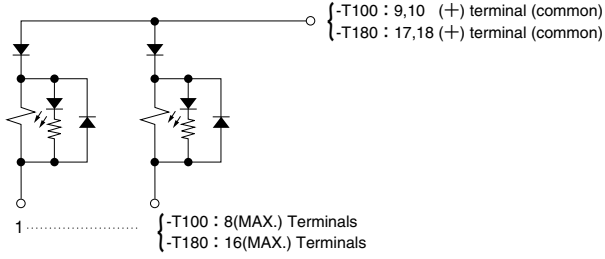 -T100：9,10 (＋) terminal (common)
-T180：17,18 (＋) terminal (common)
1 ....................... -T100：8(MAX.) Terminals
-T180：16(MAX.) Terminals